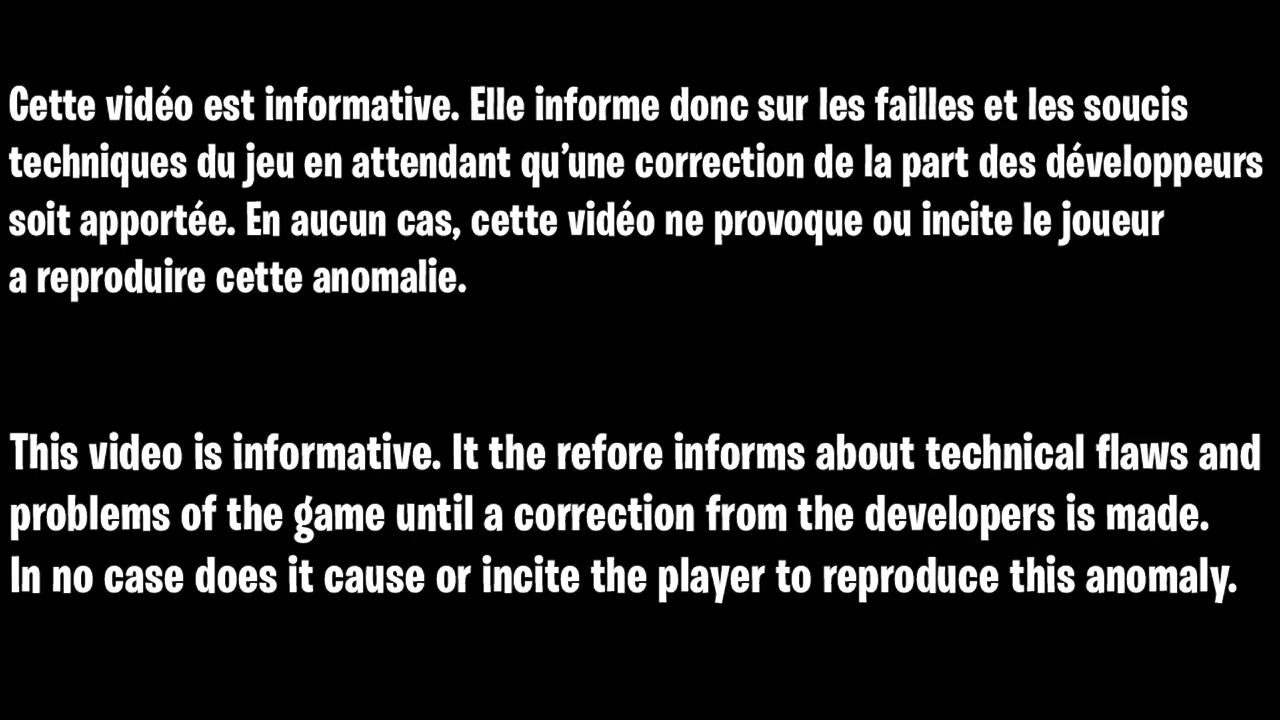 Cette vidéo est informative. Elle informe donc sur les failles et les soucis
techniques du jeu en attendant qu’une correction de la part des développeurs
soit apportée. En aucun cas, cette vidéo ne provoque ou incite le joueur
a reproduire cette anomalie.
This video is informative. It the refore informs about technical flaws and
problems of the game until a correction from the developers is made.
In no case does it cause or incite the player to reproduce this anomaly.